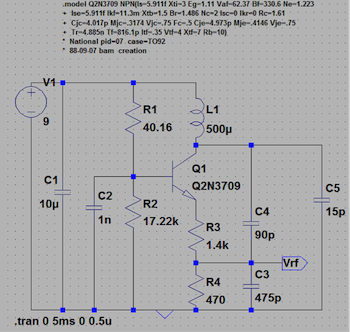 .model Q2N3709 NPN(Is=5.911f Xti=3 Eg=1.11 Vaf=62.37 Bf=330.6 Ne=1.223
+ Ise=5.911f Ikf=11.3m Xtb=1.5 Br=1.486 Nc=2 Isc=0 Ikr=0 Rc=1.61
+ Cjc=4.017p Mjc=.3174 Vjc=.75 Fc=.5 Cje=4.973p Mje=.4146 Vje=.75
+ Tr=4.885n Tf=816.1p Itf=.35 Vtf=4 Xtf=7 Rb=10)
* National pid=07 case=TO92
* 88-09-07 bam creation
V1
9
R1
40.16
L1
500µ
Q1
Q2N3709
C1
10µ
C2
1n
R2
17.22k
R3
1.4k
C4
90p
C5
15p
Vrf
R4
470
C3
475p
.tran 0 5ms 0 0.5u